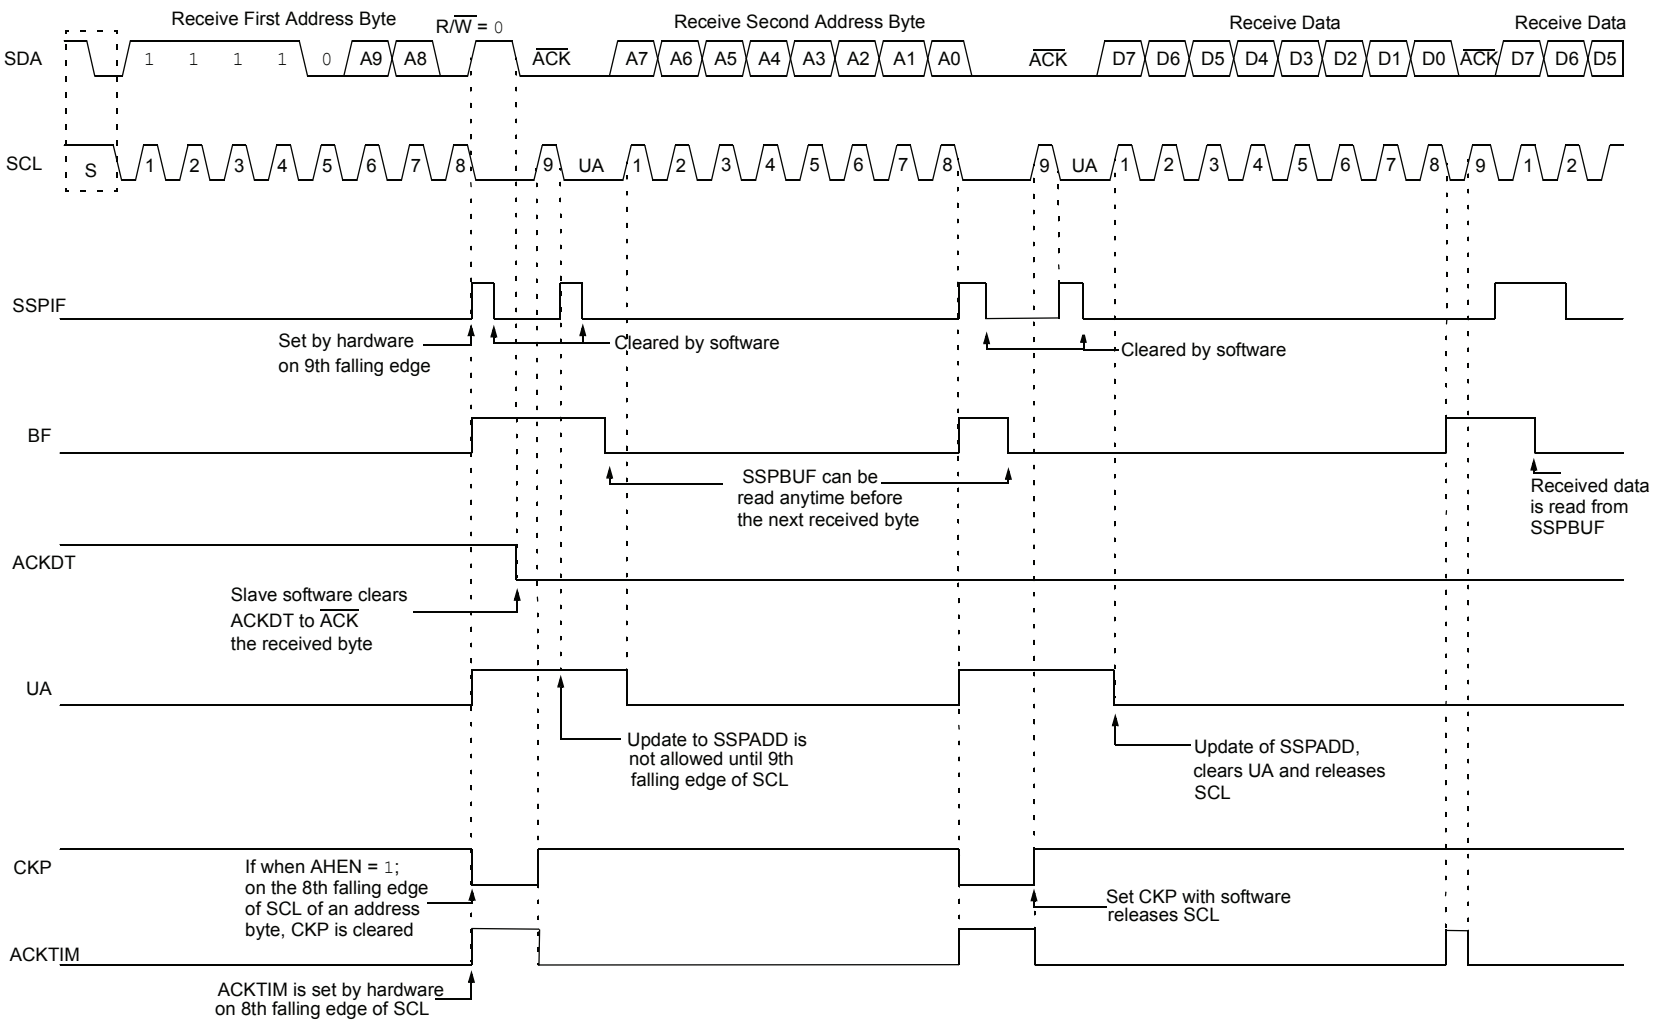 Receive First Address Byte
R/W = 0
Receive Second Address Byte
Receive Data
Receive Data
SDA
1 1 1 1 0 A9 A8 ACK A7 A6 A5 A4 A3 A2 A1 A0 ACK D7 D6 D5 D4 D3 D2 D1 D0 ACK D7 D6 D5
SCL
S 1 2 3 4 5 6 7 8 9 UA 1 2 3 4 5 6 7 8 9 UA 1 2 3 4 5 6 7 8 9 1 2
SSPIF
Set by hardware
on 9th falling edge
Cleared by software
Cleared by software
BF
SSPBUF can be
read anytime before
the next received byte
Received data
is read from
SSPBUF
ACKDT
Slave software clears
ACKDT to ACK
the received byte
UA
Update to SSPADD is
not allowed until 9th
falling edge of SCL
Update of SSPADD,
clears UA and releases
SCL
CKP
If when AHEN = 1;
on the 8th falling edge
of SCL of an address
byte, CKP is cleared
Set CKP with software
releases SCL
ACKTIM
ACKTIM is set by hardware
on 8th falling edge of SCL